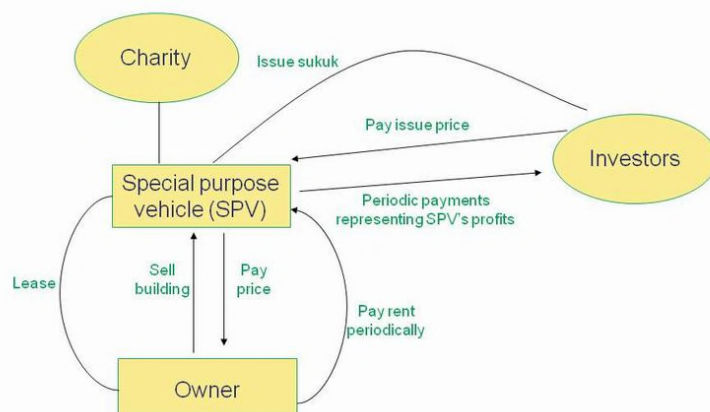 Charity
Issue sukuk
Pay issue price
Investors
Special purpose
vehicle (SPV)
Periodic payments
representing SPV's profits
Lease
Sell
building
Pay
price
Pay rent
periodically
Owner